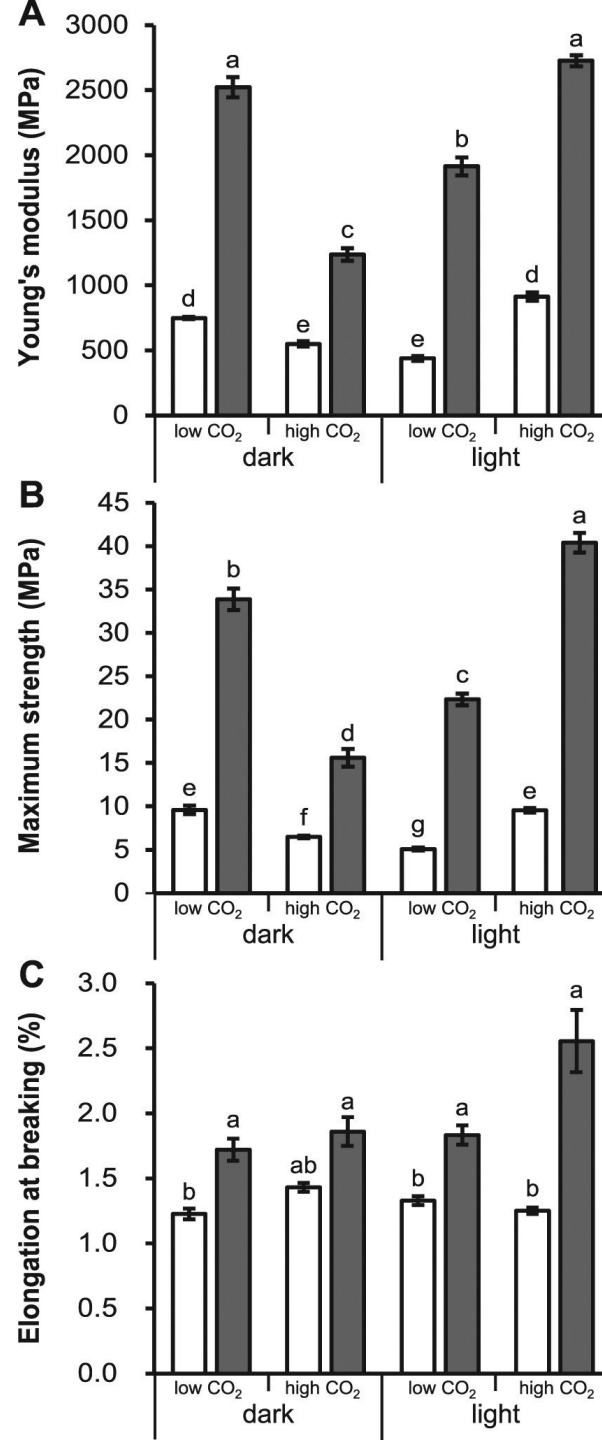 A
Young's modulus (MPa)
3000
2500
2000
1500
1000
500
0
d
a
e
c
e
b
d
a
low CO₂ high CO₂ low CO₂ high CO₂
dark light
B
Maximum strength (MPa)
45
40
35
30
25
20
15
10
5
0
e
b
f
d
g
c
e
a
low CO₂ high CO₂ low CO₂ high CO₂
dark light
C
Elongation at breaking (%)
3.0
2.5
2.0
1.5
1.0
0.5
0.0
b
a
ab
a
b
a
b
a
low CO₂ high CO₂ low CO₂ high CO₂
dark light